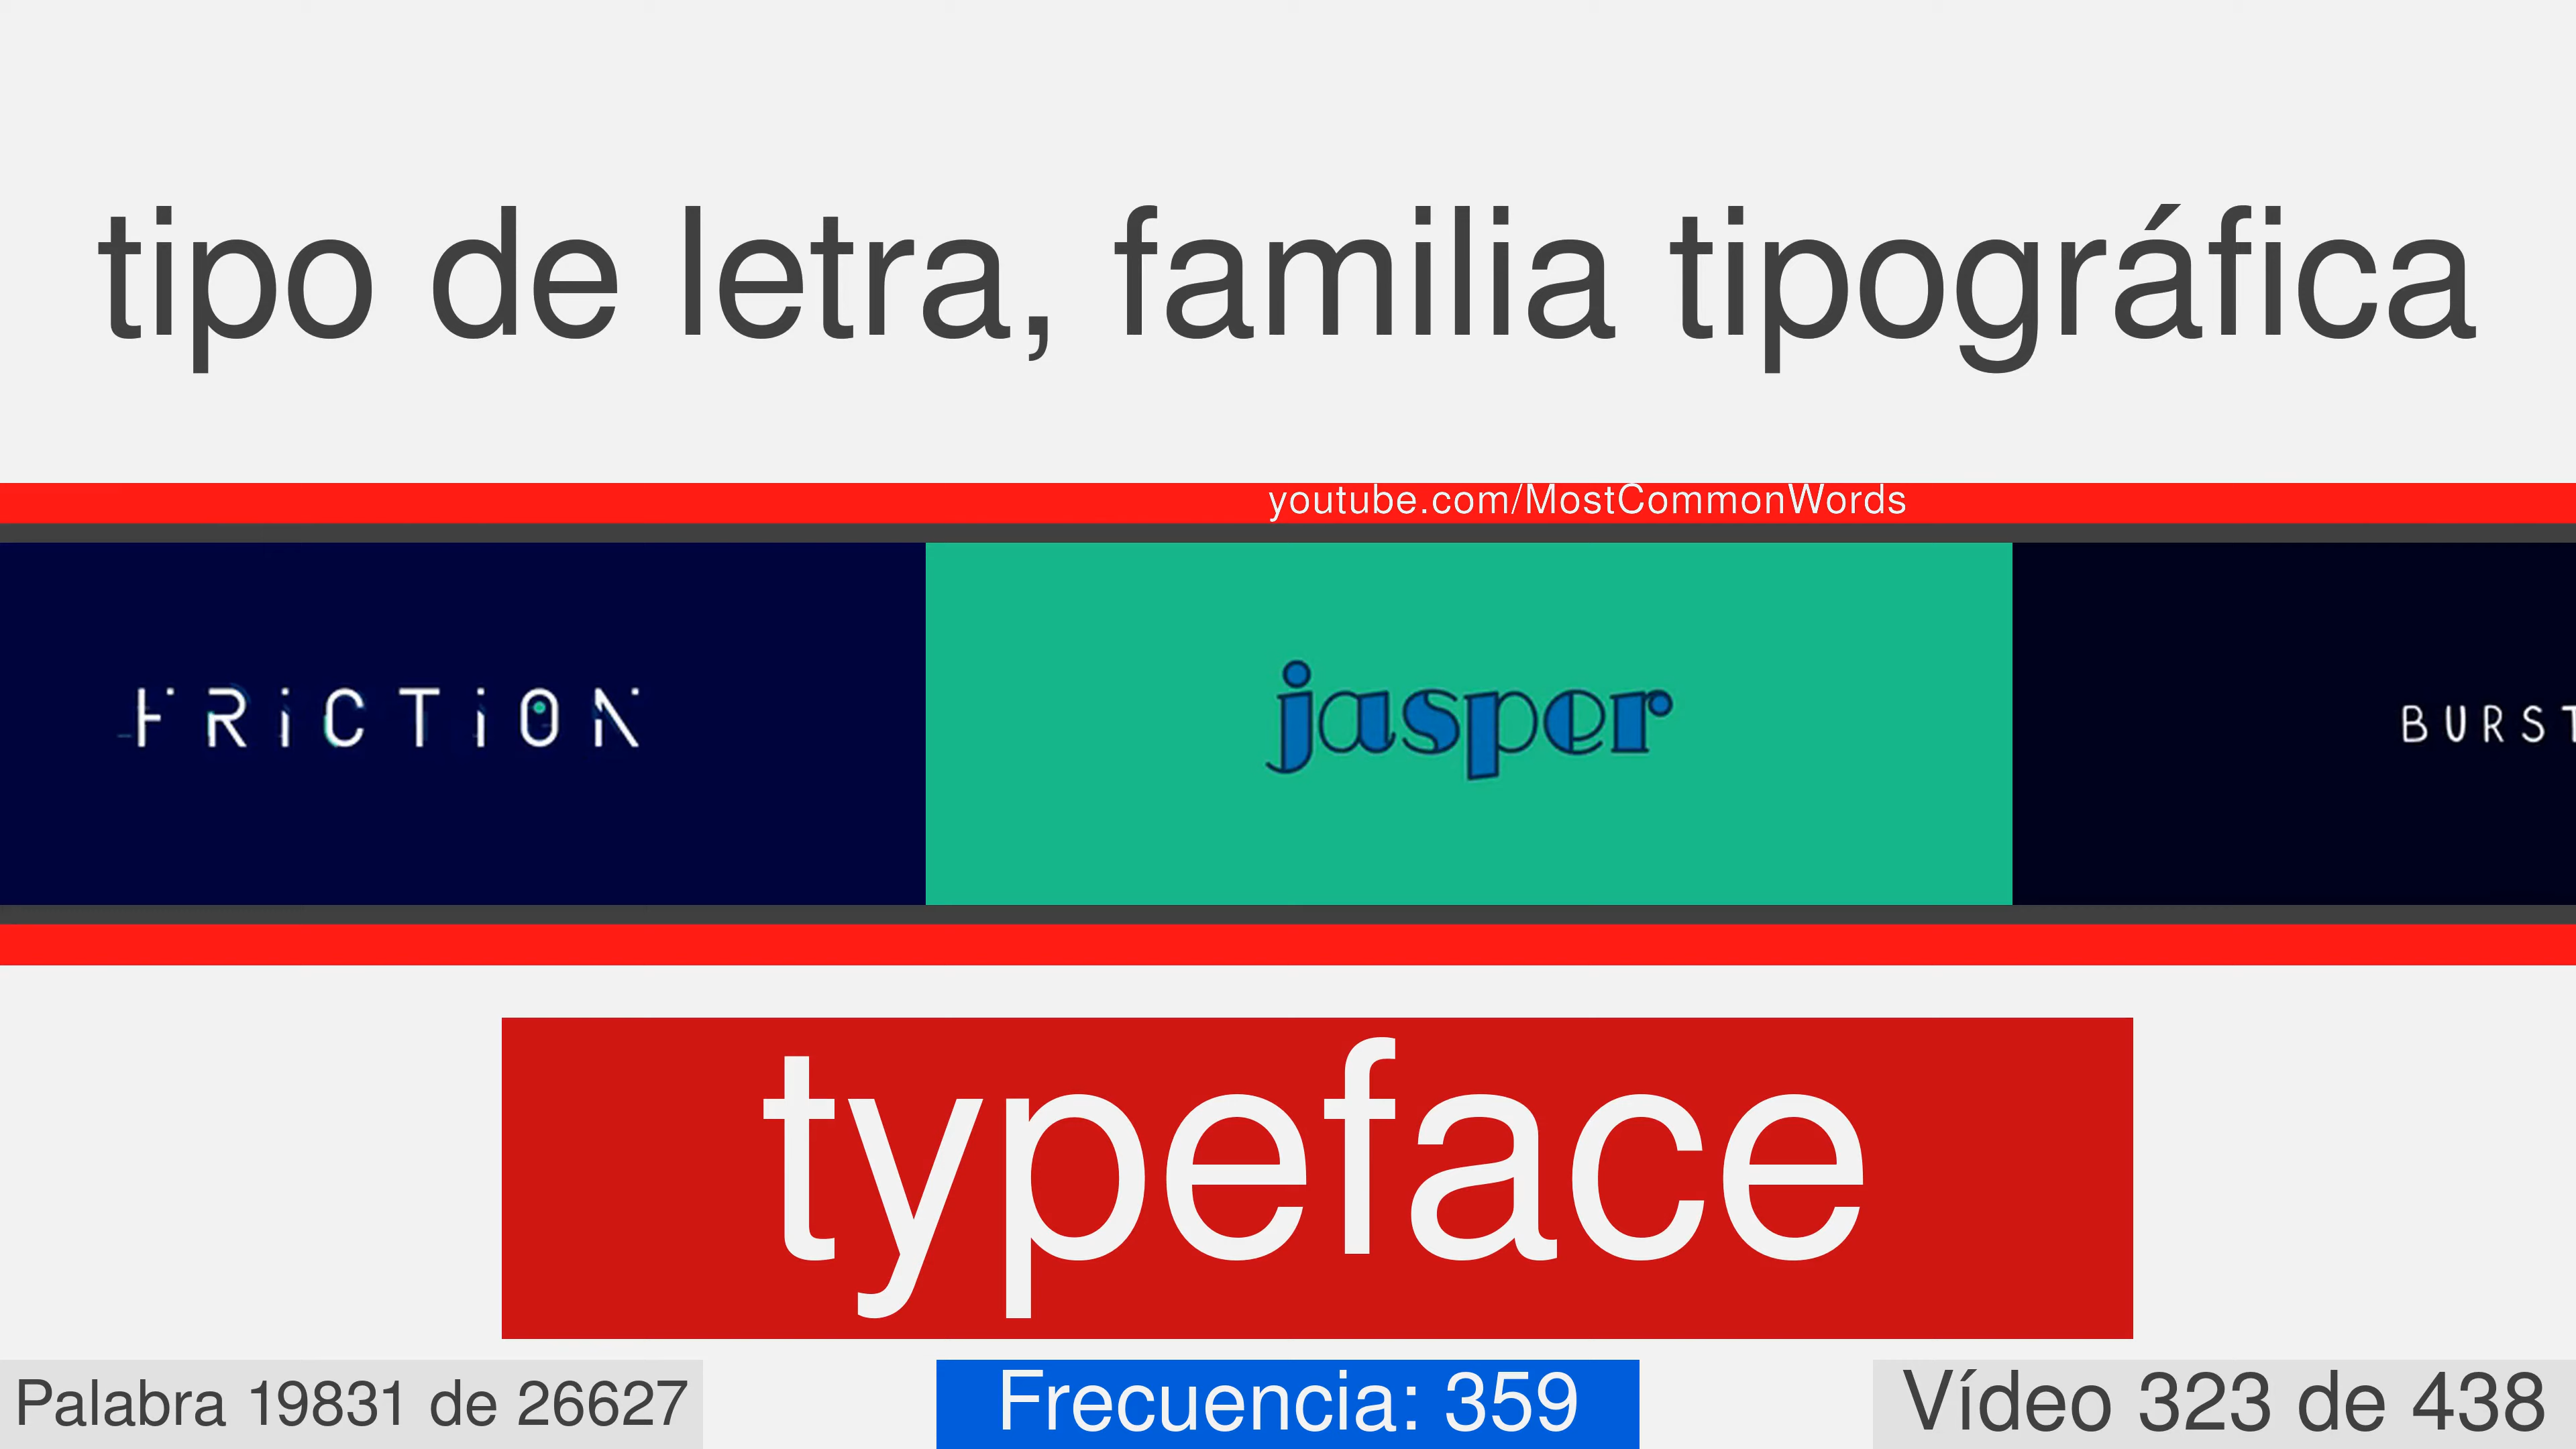 tipo de letra, familia tipográfica
youtube.com/MostCommonWords
FRiCTiON
jasper
BURST
typeface
Palabra 19831 de 26627
Frecuencia: 359
Vídeo 323 de 438